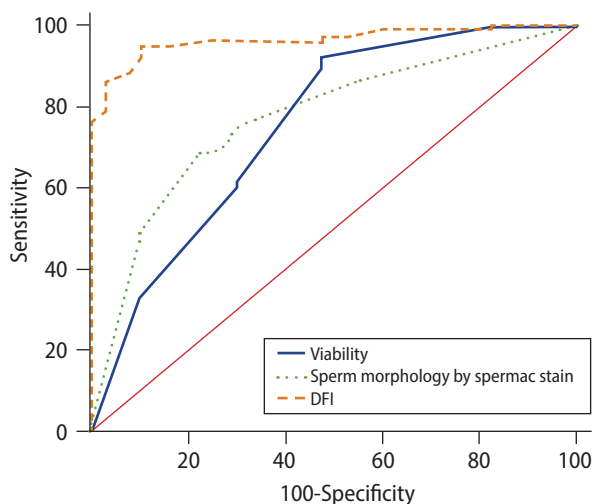 100
80
60
40
20
0
Sensitivity
20 40 60 80 100
100-Specificity
Viability
Sperm morphology by spermac stain
DFI